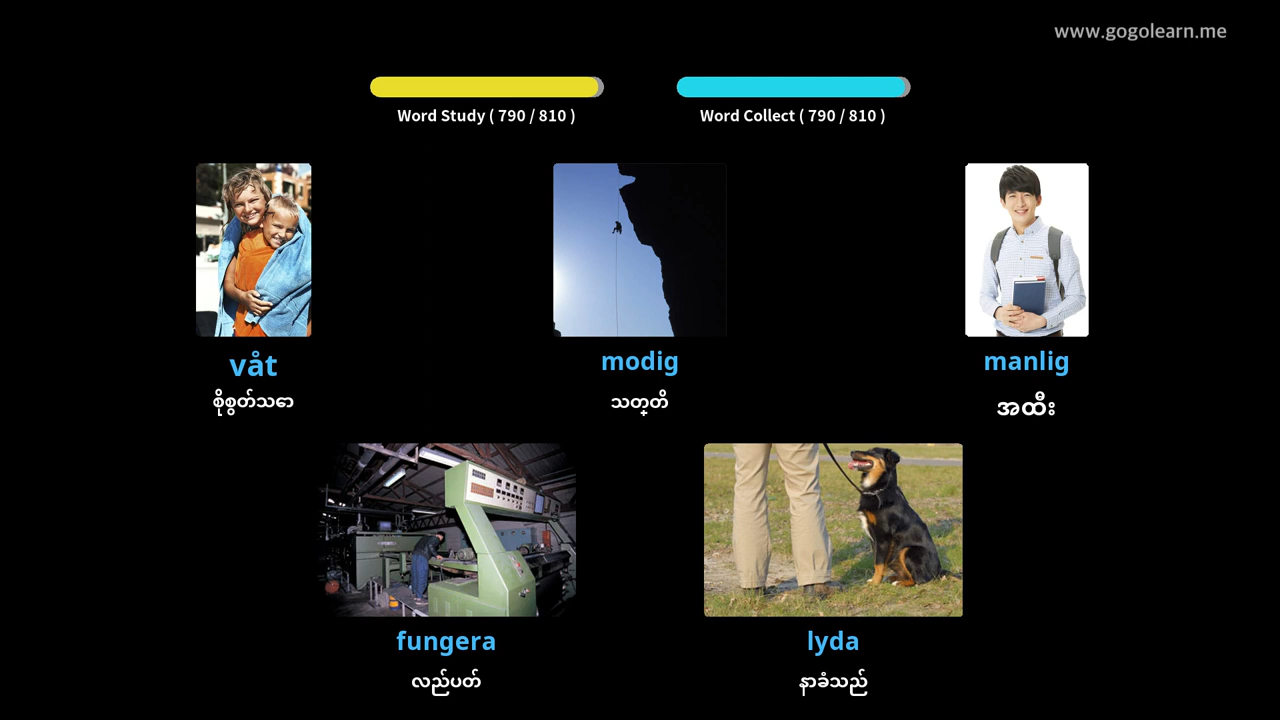 www.gogolearn.me
Word Study ( 790 / 810 )
Word Collect ( 790 / 810 )
våt
စိုစွတ်သော
modig
သတ္တိ
manlig
အထီး
fungera
လည်ပတ်
lyda
နာခံသည်